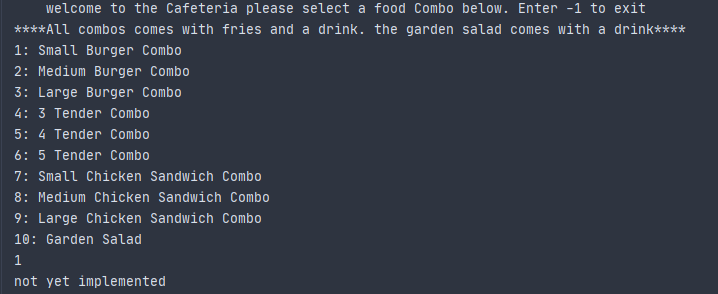 welcome to the Cafeteria please select a food Combo below. Enter -1 to exit
****All combos comes with fries and a drink. the garden salad comes with a drink****
1: Small Burger Combo
2: Medium Burger Combo
3: Large Burger Combo
4: 3 Tender Combo
5: 4 Tender Combo
6: 5 Tender Combo
7: Small Chicken Sandwich Combo
8: Medium Chicken Sandwich Combo
9: Large Chicken Sandwich Combo
10: Garden Salad
1
not yet implemented